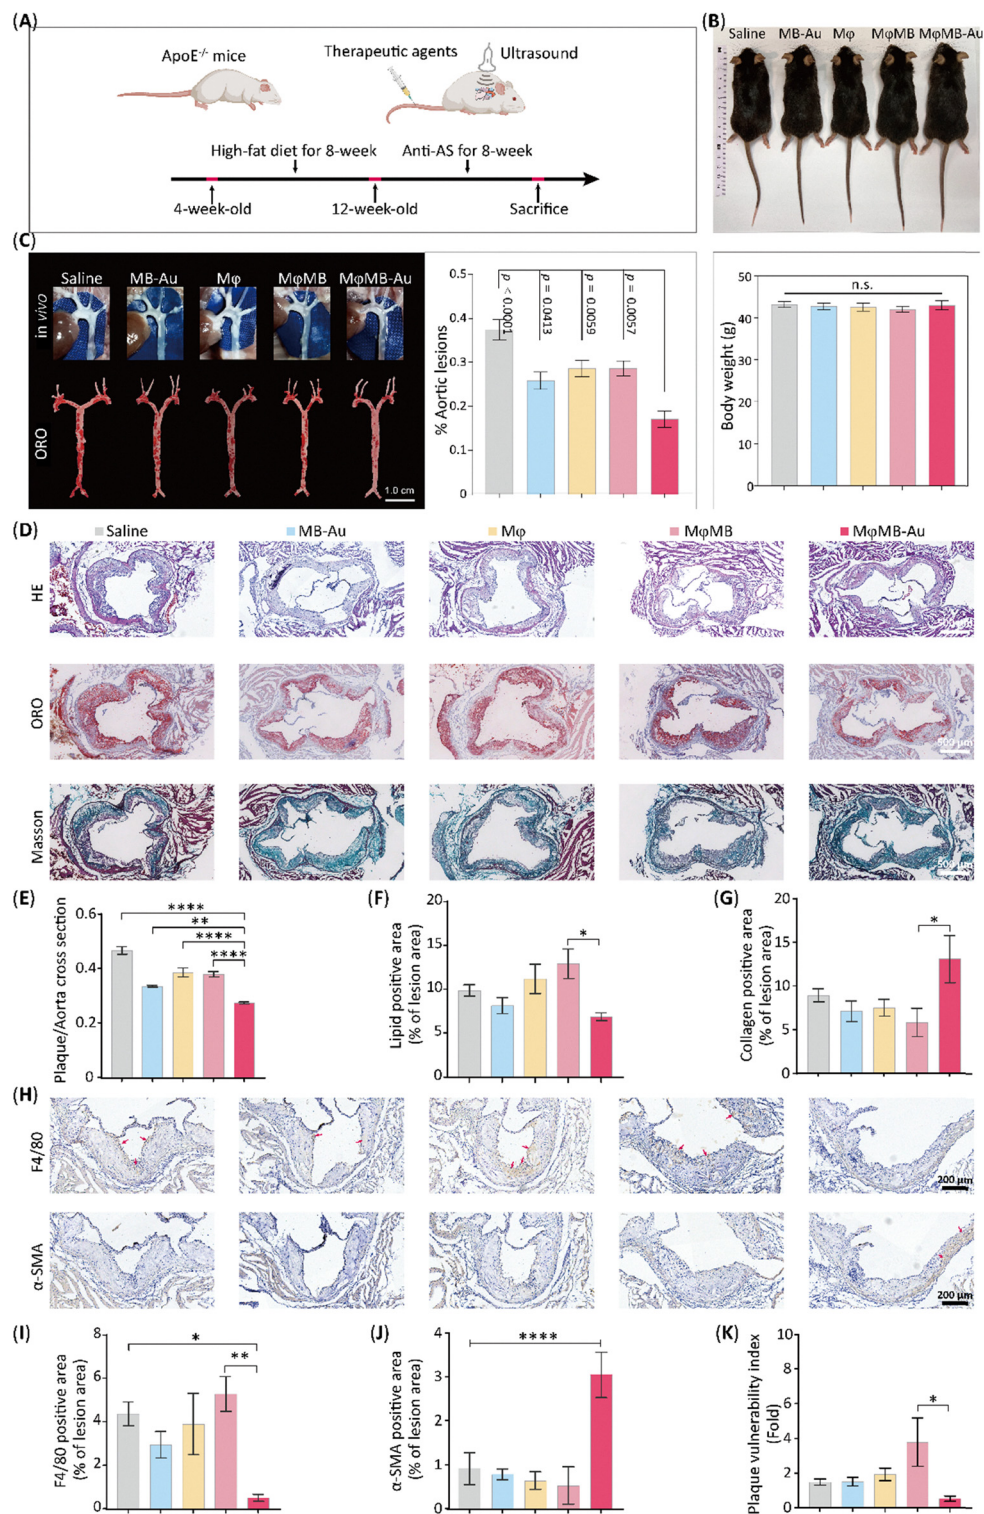 (A)
ApoE-/- mice
Therapeutic agents
Ultrasound
High-fat diet for 8-week
Anti-AS for 8-week
4-week-old
12-week-old
Sacrifice
(B)
Saline MB-Au Mφ MφMB MφMB-Au
(C)
Saline MB-Au Mφ MφMB MφMB-Au
in vivo
ORO
1.0 cm
% Aortic lesions
0.5
0.4
0.3
0.2
0.1
0
p < 0.0001
p = 0.0413
p = 0.0059
p = 0.0057
Body weight (g)
50
40
30
20
10
0
n.s.
(D)
Saline MB-Au Mφ MφMB MφMB-Au
HE
500 μm
ORO
500 μm
Masson
500 μm
(E)
Plaque/Aorta cross section
0.6
0.4
0.2
0
****
**
****
****
(F)
Lipid positive area
(% of lesion area)
20
15
10
5
0
*
(G)
Collagen positive area
(% of lesion area)
20
15
10
5
0
*
(H)
F4/80
200 μm
α-SMA
200 μm
(I)
F4/80 positive area
(% of lesion area)
8
6
4
2
0
*
**
(J)
α-SMA positive area
(% of lesion area)
4
3
2
1
0
****
(K)
Plaque vulnerability index
(Fold)
10
8
6
4
2
0
*